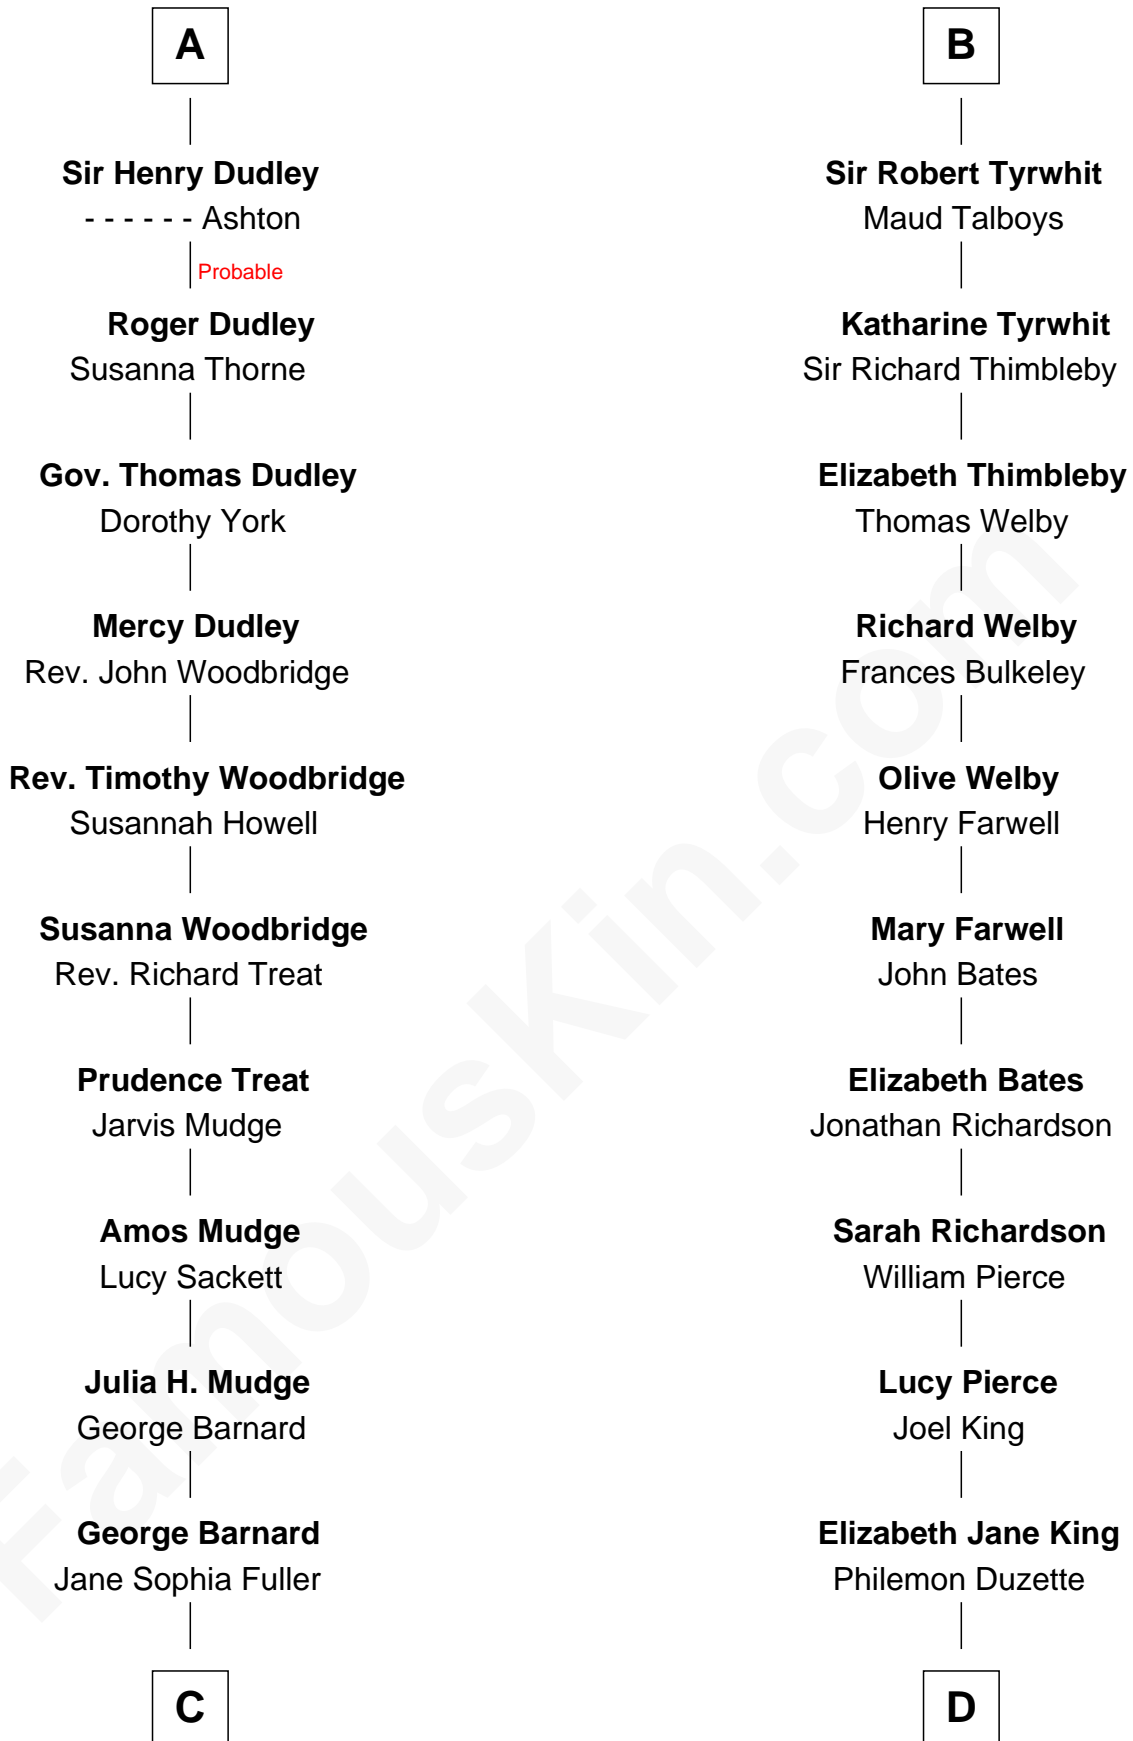 A
Sir Henry Dudley
- - - - - - Ashton
Probable
Roger Dudley
Susanna Thorne
Gov. Thomas Dudley
Dorothy York
Mercy Dudley
Rev. John Woodbridge
Rev. Timothy Woodbridge
Susannah Howell
Susanna Woodbridge
Rev. Richard Treat
Prudence Treat
Jarvis Mudge
Amos Mudge
Lucy Sackett
Julia H. Mudge
George Barnard
George Barnard
Jane Sophia Fuller
C
B
Sir Robert Tyrwhit
Maud Talboys
Katharine Tyrwhit
Sir Richard Thimbleby
Elizabeth Thimbleby
Thomas Welby
Richard Welby
Frances Bulkeley
Olive Welby
Henry Farwell
Mary Farwell
John Bates
Elizabeth Bates
Jonathan Richardson
Sarah Richardson
William Pierce
Lucy Pierce
Joel King
Elizabeth Jane King
Philemon Duzette
D
FamousKin.com